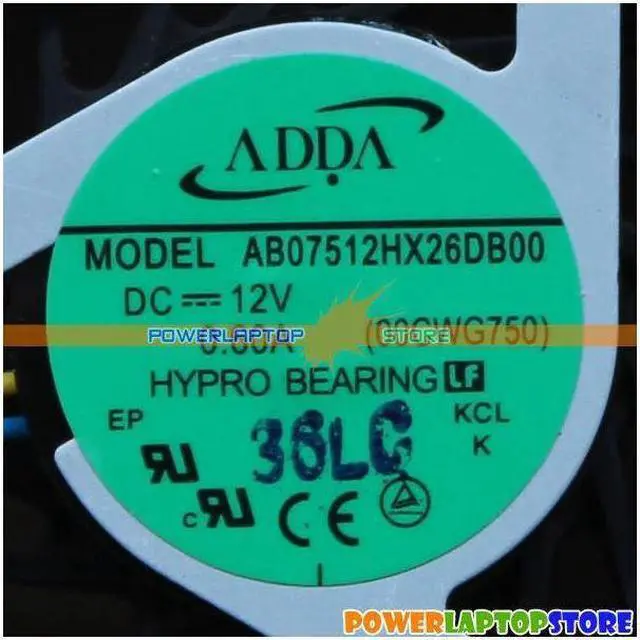 ADDA
MODEL AB07512HX26DB00
DC 12V
POWERLAPTOP STORE
HYPRO BEARING LF
EP
KCL
K
36LC
c
CE
POWERLAPTOPSTORE